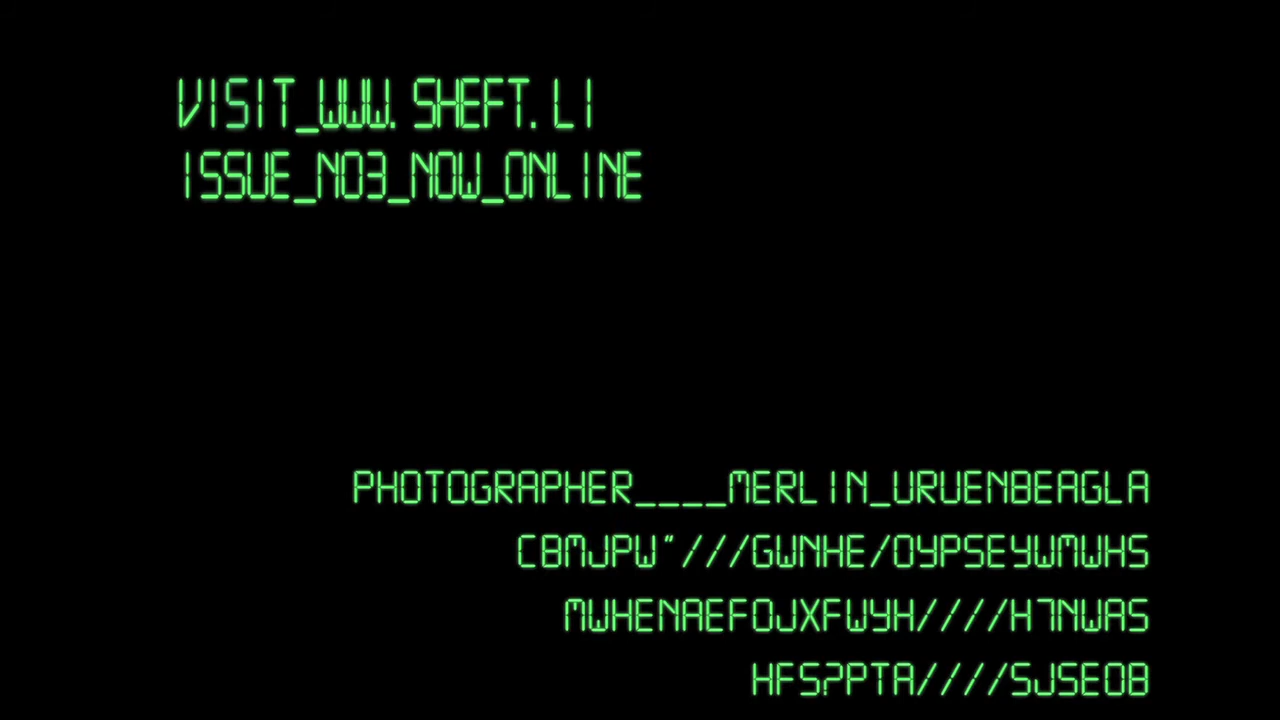 VISIT_WWW.SHEFT.LI
ISSUE_NO3_NOW_ONLINE
PHOTOGRAPHER____MERLIN_URUENBEAGLA
CBMJPW"///GWNHE/OYPSEYWMWHS
MWHENAEFOJXFWYH////H7NWAS
HFS?PTA////SJSEOB